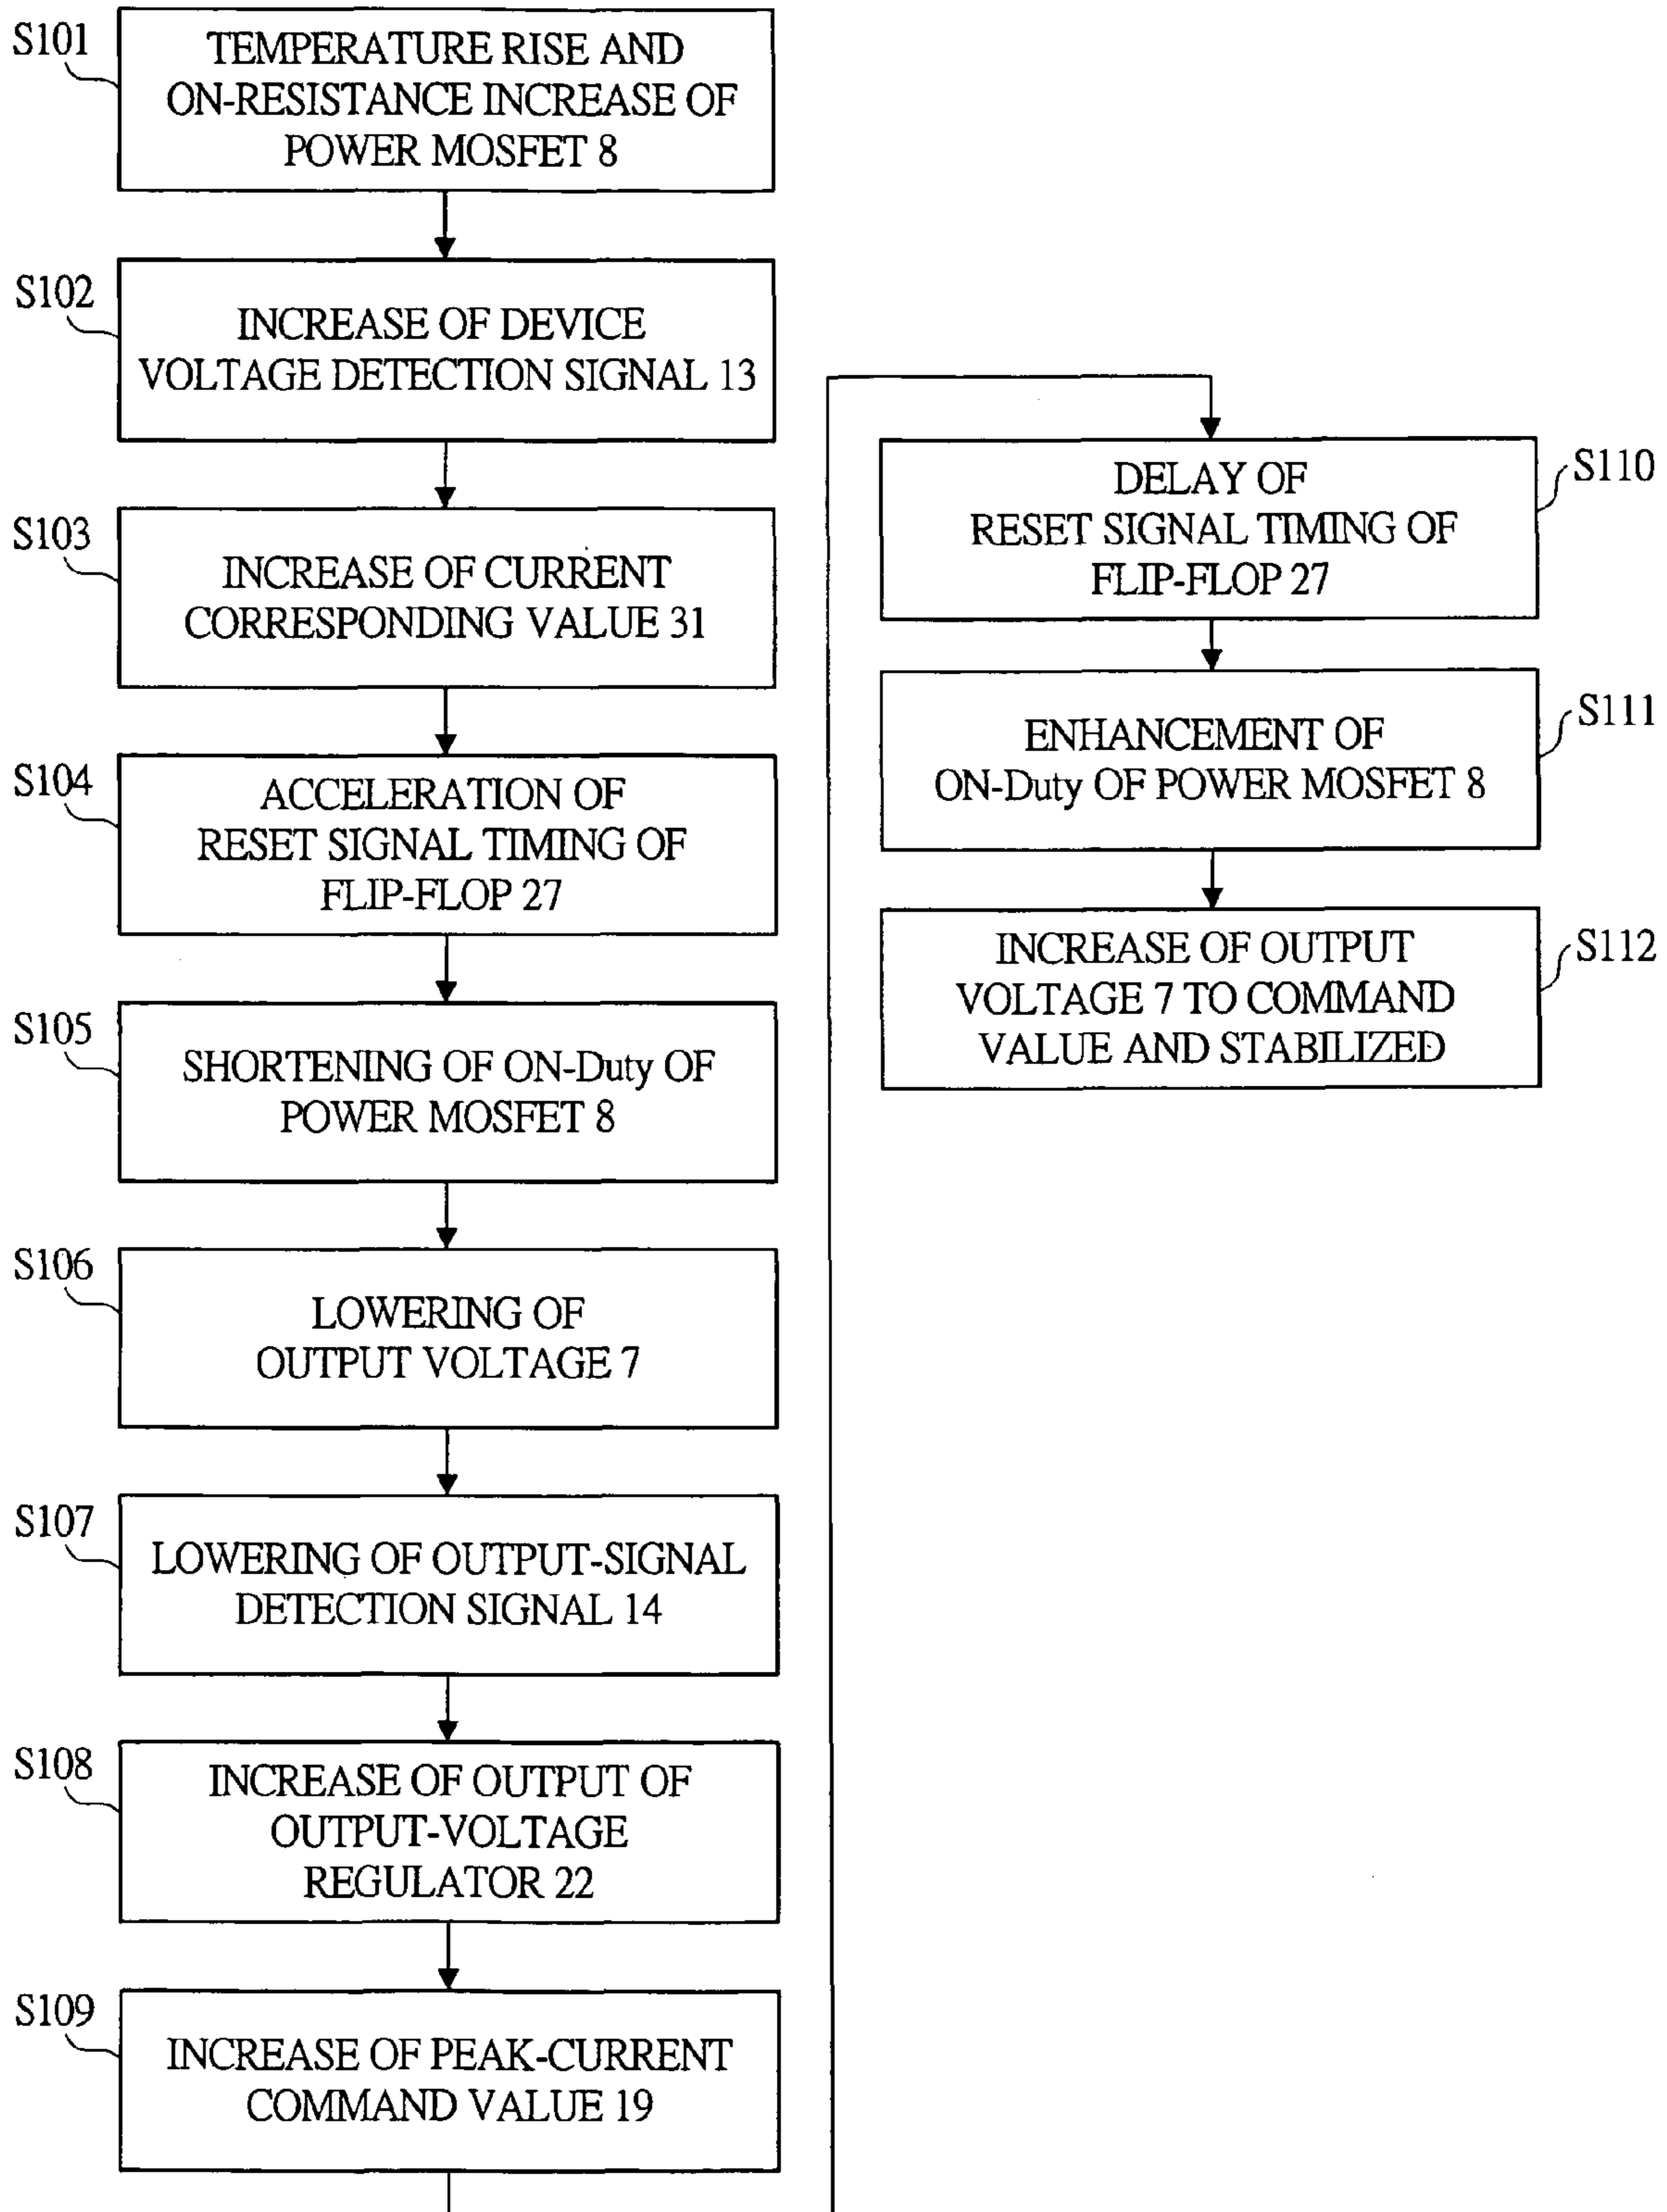 S101
TEMPERATURE RISE AND
ON-RESISTANCE INCREASE OF
POWER MOSFET 8
S102
INCREASE OF DEVICE
VOLTAGE DETECTION SIGNAL 13
S103
INCREASE OF CURRENT
CORRESPONDING VALUE 31
S104
ACCELERATION OF
RESET SIGNAL TIMING OF
FLIP-FLOP 27
S105
SHORTENING OF ON-Duty OF
POWER MOSFET 8
S106
LOWERING OF
OUTPUT VOLTAGE 7
S107
LOWERING OF OUTPUT-SIGNAL
DETECTION SIGNAL 14
S108
INCREASE OF OUTPUT OF
OUTPUT-VOLTAGE
REGULATOR 22
S109
INCREASE OF PEAK-CURRENT
COMMAND VALUE 19
S110
DELAY OF
RESET SIGNAL TIMING OF
FLIP-FLOP 27
S111
ENHANCEMENT OF
ON-Duty OF POWER MOSFET 8
S112
INCREASE OF OUTPUT
VOLTAGE 7 TO COMMAND
VALUE AND STABILIZED